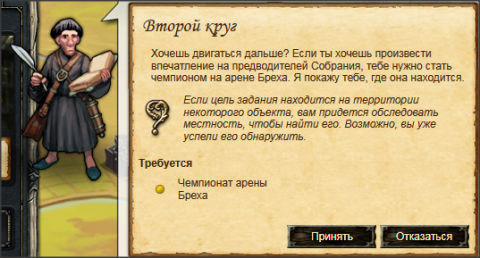 Второй круг
Хочешь двигаться дальше? Если ты хочешь произвести
впечатление на предводителей Собрания, тебе нужно стать
чемпионом на арене Бреха. Я покажу тебе, где она находится.
Если цель задания находится на территории
некоторого объекта, вам придется обследовать
местность, чтобы найти его. Возможно, вы уже
успели его обнаружить.
Требуется
Чемпионат арены
Бреха
Принять
Отказаться